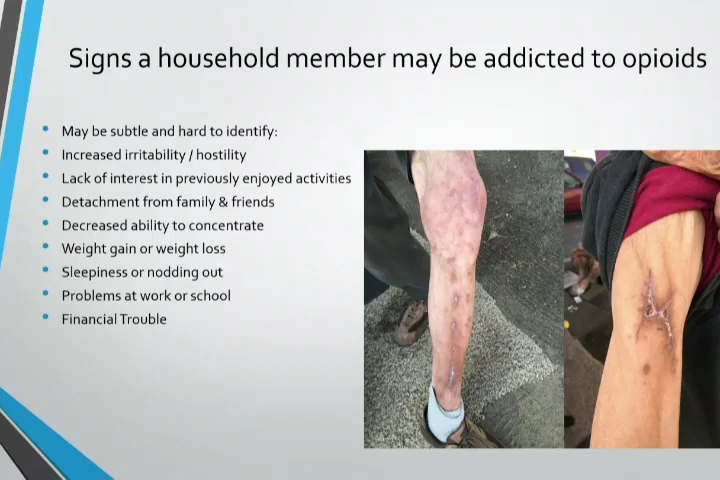 Signs a household member may be addicted to opioids
May be subtle and hard to identify:
Increased irritability / hostility
Lack of interest in previously enjoyed activities
Detachment from family & friends
Decreased ability to concentrate
Weight gain or weight loss
Sleepiness or nodding out
Problems at work or school
Financial Trouble